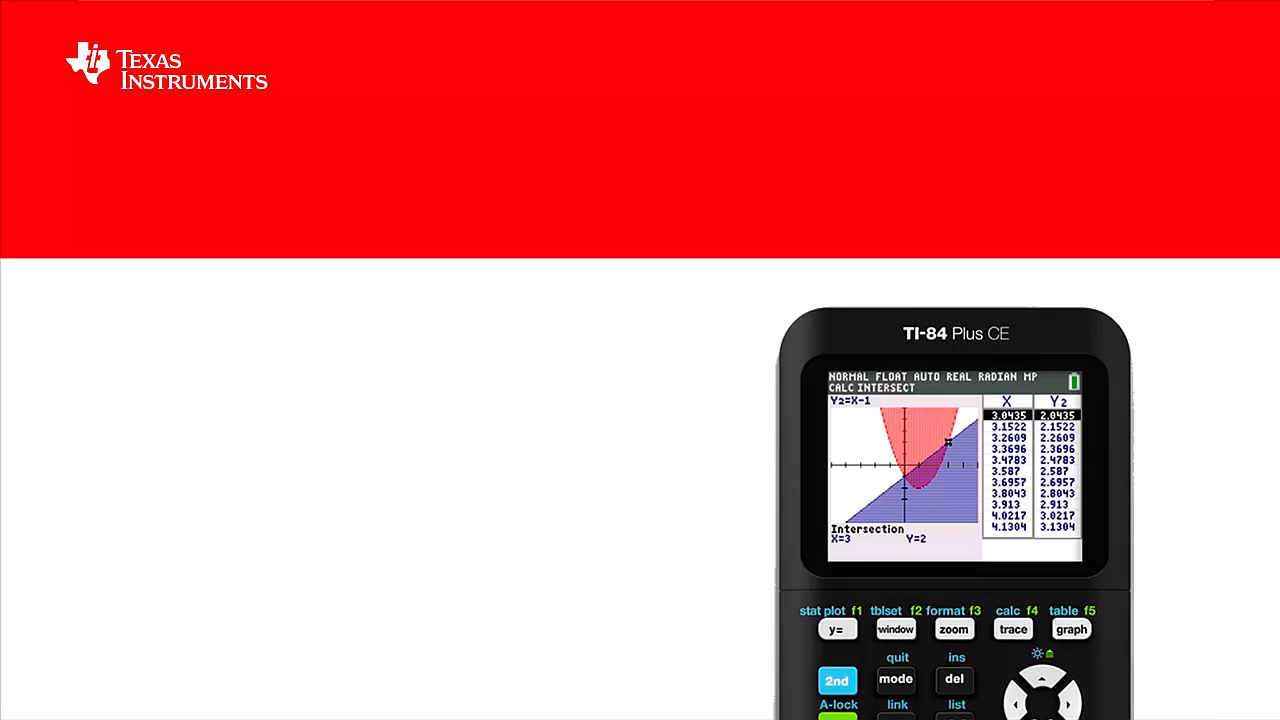 TEXAS
INSTRUMENTS
TI-84 Plus CE
NORMAL FLOAT AUTO REAL RADIAN MP
CALC INTERSECT
Y2=X-1
X Y2
3.0435 2.0435
3.1522 2.1522
3.2609 2.2609
3.3696 2.3696
3.4783 2.4783
3.587 2.587
3.6957 2.6957
3.8043 2.8043
3.913 2.913
4.0217 3.0217
4.1304 3.1304
Intersection
X=3 Y=2
stat plot f1 tblset f2 format f3 calc f4 table f5
y= window zoom trace graph
quit ins
2nd mode del
A-lock link list